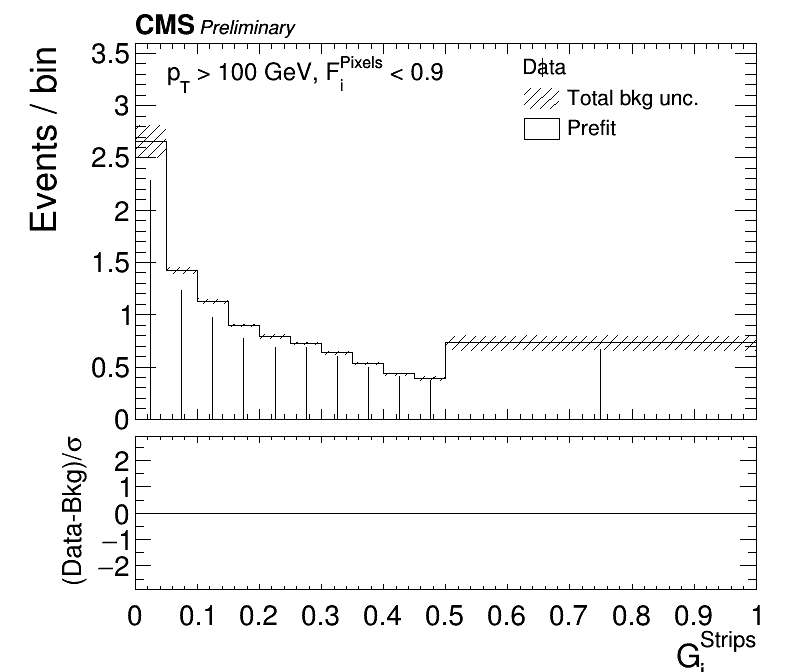 CMS Preliminary
Events / bin
3.5
3
2.5
2
1.5
1
0.5
0
p_T > 100 GeV, F_i^Pixels < 0.9
Data
Total bkg unc.
Prefit
(Data-Bkg)/σ
2
1
0
−1
−2
0 0.1 0.2 0.3 0.4 0.5 0.6 0.7 0.8 0.9 1
G_i^Strips